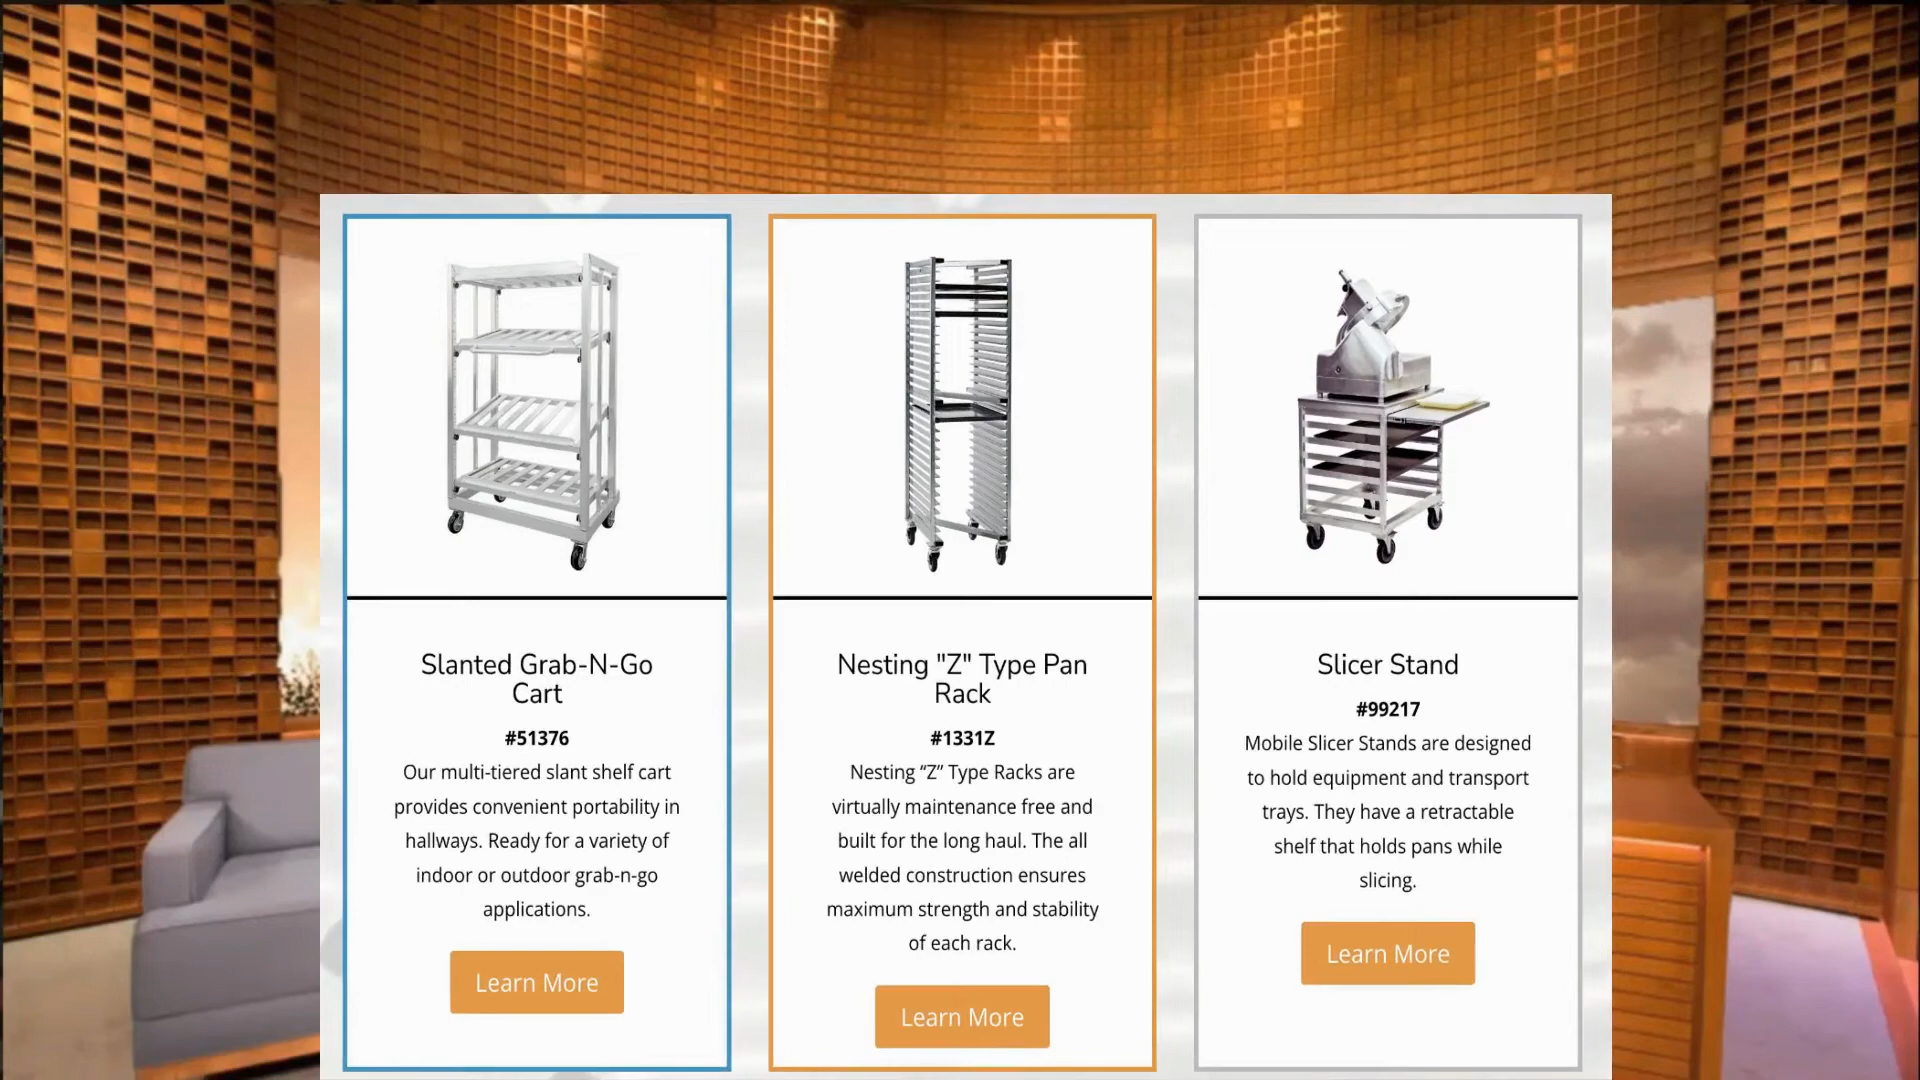 Slanted Grab-N-Go
Cart
#51376
Our multi-tiered slant shelf cart
provides convenient portability in
hallways. Ready for a variety of
indoor or outdoor grab-n-go
applications.
Learn More
Nesting "Z" Type Pan
Rack
#1331Z
Nesting “Z” Type Racks are
virtually maintenance free and
built for the long haul. The all
welded construction ensures
maximum strength and stability
of each rack.
Learn More
Slicer Stand
#99217
Mobile Slicer Stands are designed
to hold equipment and transport
trays. They have a retractable
shelf that holds pans while
slicing.
Learn More